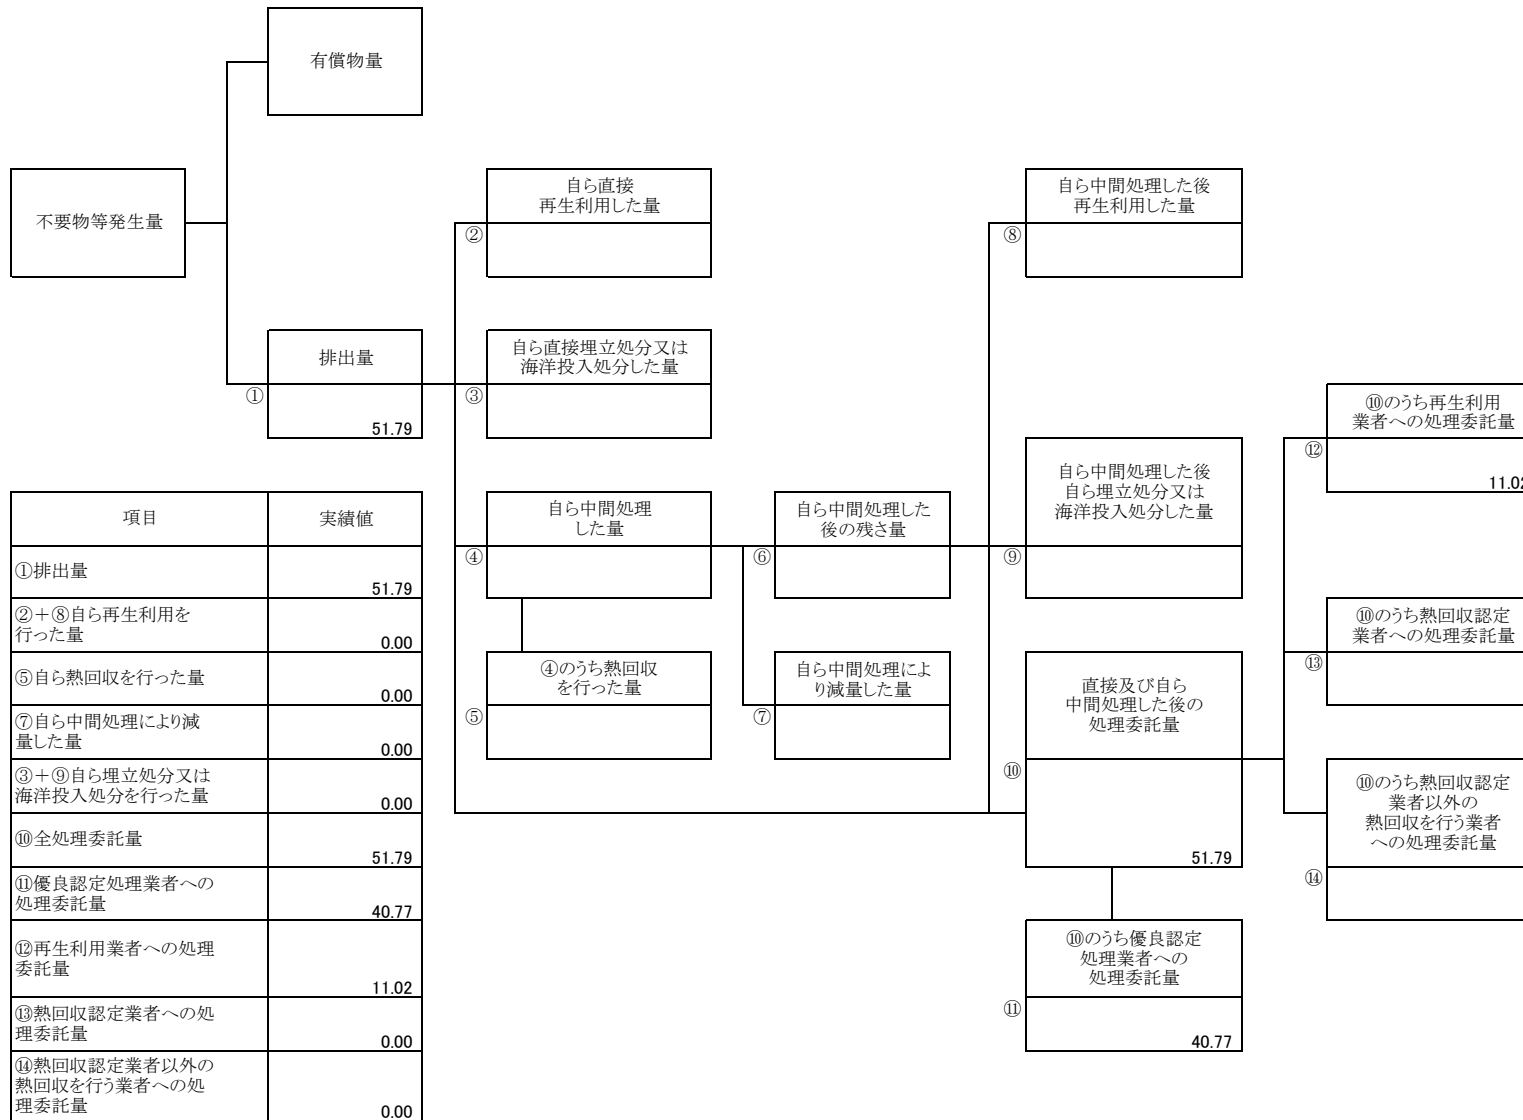 有償物量
不要物等発生量
自ら直接
再生利用した量
②
自ら中間処理した後
再生利用した量
⑧
排出量
①
51.79
自ら直接埋立処分又は
海洋投入処分した量
③
⑩のうち再生利用
業者への処理委託量
⑫
11.02
自ら中間処理
した量
④
自ら中間処理した
後の残さ量
⑥
自ら中間処理した後
自ら埋立処分又は
海洋投入処分した量
⑨
④のうち熱回収
を行った量
⑤
自ら中間処理によ
り減量した量
⑦
直接及び自ら
中間処理した後の
処理委託量
⑩
51.79
⑩のうち熱回収認定
業者への処理委託量
⑬
⑩のうち熱回収認定
業者以外の
熱回収を行う業者
への処理委託量
⑭
⑩のうち優良認定
処理業者への
処理委託量
⑪
40.77
項目 実績値
①排出量
51.79
②+⑧自ら再生利用を
行った量
0.00
⑤自ら熱回収を行った量
0.00
⑦自ら中間処理により減
量した量
0.00
③+⑨自ら埋立処分又は
海洋投入処分を行った量
0.00
⑩全処理委託量
51.79
⑪優良認定処理業者への
処理委託量
40.77
⑫再生利用業者への処理
委託量
11.02
⑬熱回収認定業者への処
理委託量
0.00
⑭熱回収認定業者以外の
熱回収を行う業者への処
理委託量
0.00